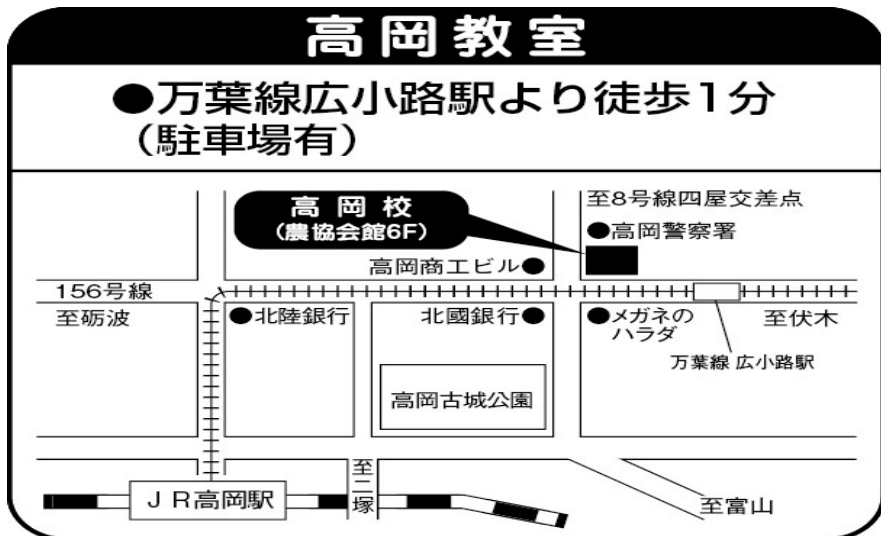 高岡教室
●万葉線広小路駅より徒歩1分
（駐車場有）
高岡校
（農協会館6F）
至8号線四屋交差点
●高岡警察署
高岡商工ビル●
156号線
至砺波
●北陸銀行
北國銀行●
●メガネの
ハラダ
至伏木
万葉線 広小路駅
高岡古城公園
JR高岡駅
至二塚
至富山